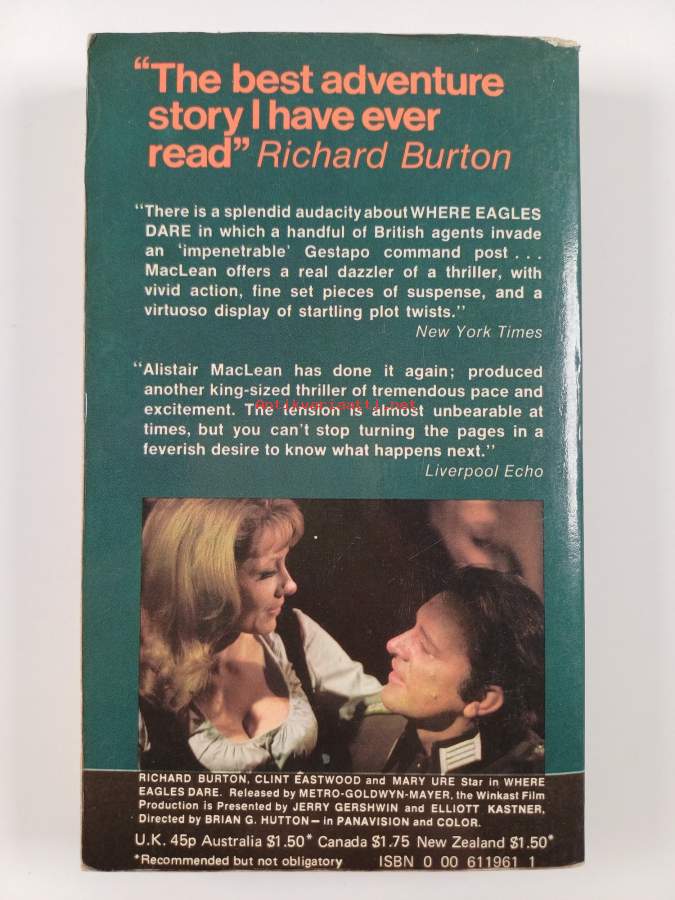 “The best adventure
story I have ever
read” Richard Burton
“There is a splendid audacity about WHERE EAGLES
DARE in which a handful of British agents invade
an ‘impenetrable’ Gestapo command post . . .
MacLean offers a real dazzler of a thriller, with
vivid action, fine set pieces of suspense, and a
virtuoso display of startling plot twists.”
New York Times
“Alistair MacLean has done it again; produced
another king-sized thriller of tremendous pace and
excitement. The tension is almost unbearable at
Antikvariaatti.net
times, but you can’t stop turning the pages in a
feverish desire to know what happens next.”
Liverpool Echo
RICHARD BURTON, CLINT EASTWOOD and MARY URE Star in WHERE
EAGLES DARE. Released by METRO-GOLDWYN-MAYER, the Winkast Film
Production is Presented by JERRY GERSHWIN and ELLIOTT KASTNER,
Directed by BRIAN G. HUTTON—in PANAVISION and COLOR.
U.K. 45p Australia $1.50* Canada $1.75 New Zealand $1.50*
*Recommended but not obligatory ISBN 0 00 611961 1